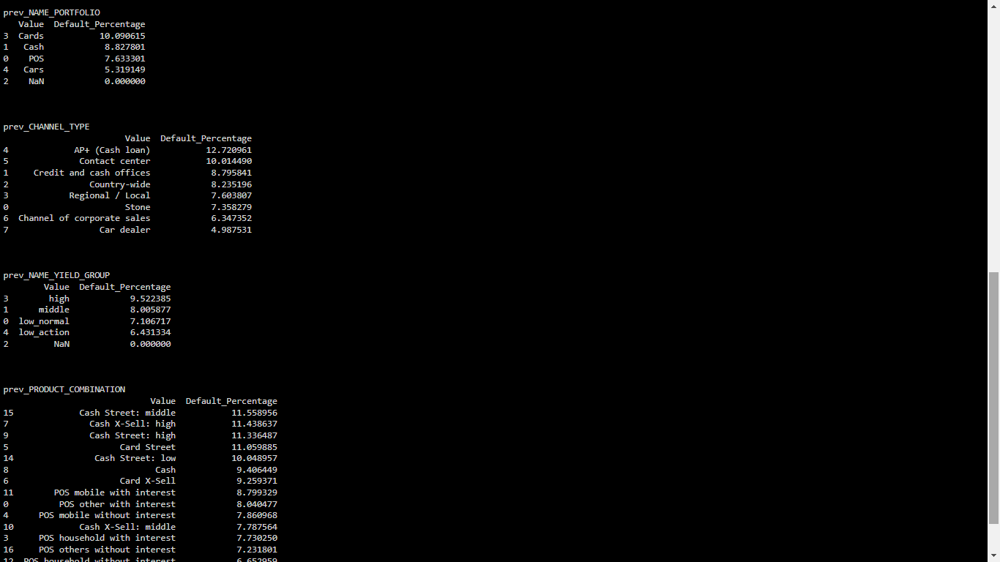 prev_NAME_PORTFOLIO
Value Default_Percentage
3 Cards 10.090615
1 Cash 8.827801
0 POS 7.633301
4 Cars 5.319149
2 NaN 0.000000
prev_CHANNEL_TYPE
Value Default_Percentage
4 AP+ (Cash loan) 12.720961
5 Contact center 10.014490
1 Credit and cash offices 8.795841
2 Country-wide 8.235196
3 Regional / Local 7.603807
0 Stone 7.358279
6 Channel of corporate sales 6.347352
7 Car dealer 4.987531
prev_NAME_YIELD_GROUP
Value Default_Percentage
3 high 9.522385
1 middle 8.005877
0 low_normal 7.106717
4 low_action 6.431334
2 NaN 0.000000
prev_PRODUCT_COMBINATION
Value Default_Percentage
15 Cash Street: middle 11.558956
7 Cash X-Sell: high 11.438637
9 Cash Street: high 11.336487
5 Card Street 11.059885
14 Cash Street: low 10.048957
8 Cash 9.406449
6 Card X-Sell 9.259371
11 POS mobile with interest 8.799329
0 POS other with interest 8.040477
4 POS mobile without interest 7.860968
10 Cash X-Sell: middle 7.787564
3 POS household with interest 7.730250
16 POS others without interest 7.231801
12 POS household without interest 6.652959